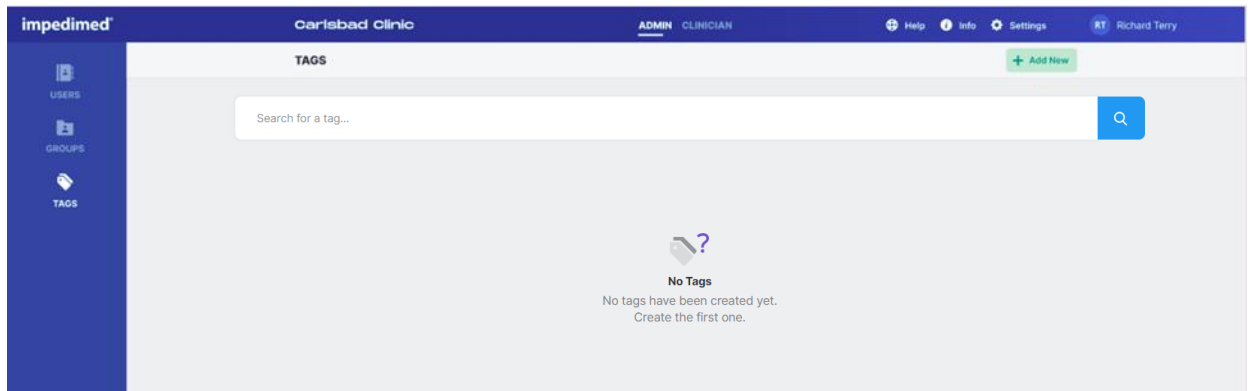 impedimed®
Carlsbad Clinic
ADMIN CLINICIAN
Help Info Settings RT Richard Terry
TAGS
+ Add New
USERS
GROUPS
TAGS
Search for a tag...
?
No Tags
No tags have been created yet.
Create the first one.